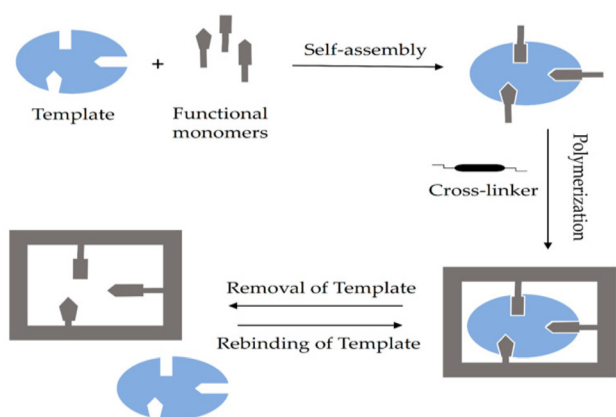 Self-assembly
+
Template
Functional
monomers
Polymerization
Cross-linker
Removal of Template
Rebinding of Template